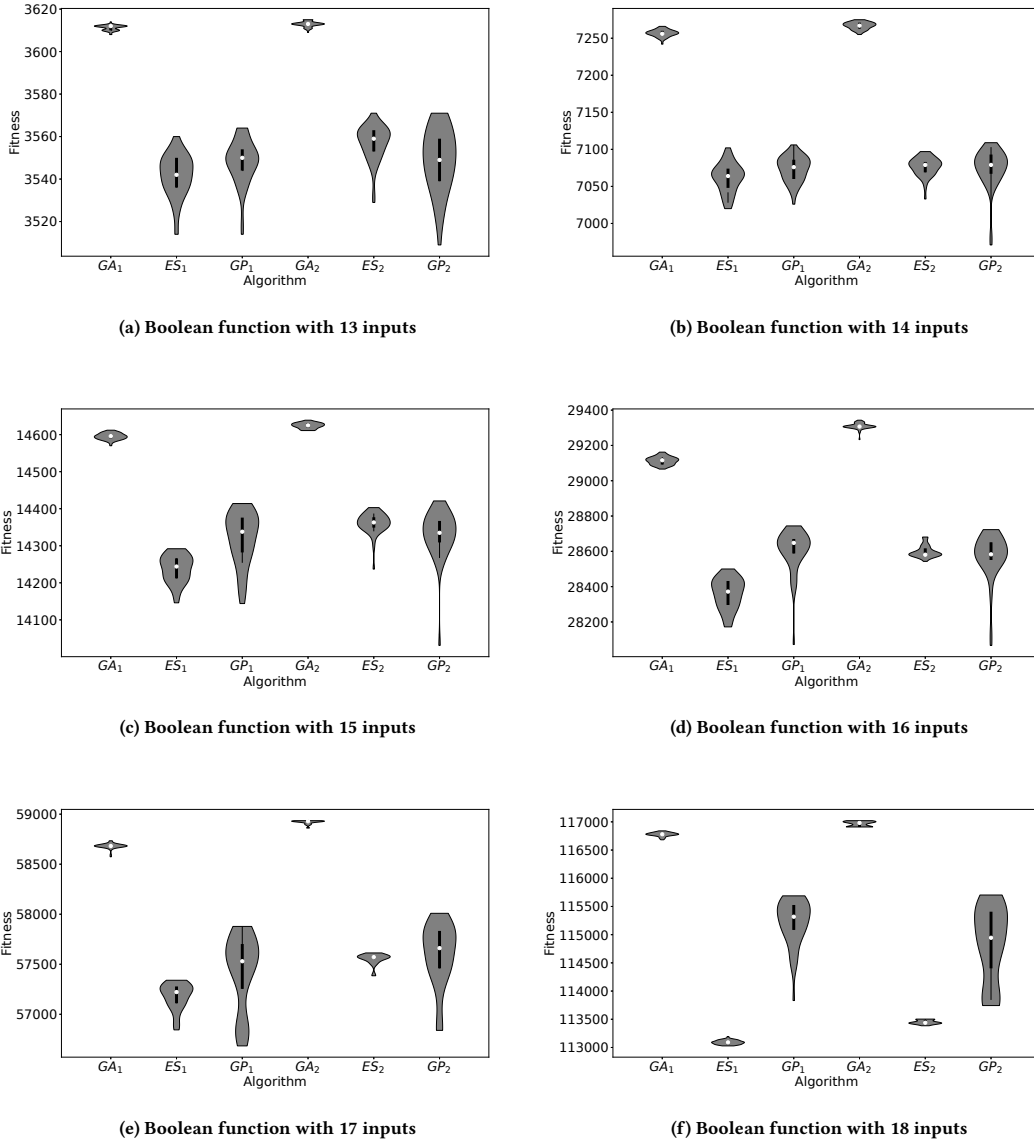 3620
3600
3580
3560
3540
3520
Fitness
GA₁ ES₁ GP₁ GA₂ ES₂ GP₂
Algorithm
(a) Boolean function with 13 inputs
7250
7200
7150
7100
7050
7000
Fitness
GA₁ ES₁ GP₁ GA₂ ES₂ GP₂
Algorithm
(b) Boolean function with 14 inputs
14600
14500
14400
14300
14200
14100
Fitness
GA₁ ES₁ GP₁ GA₂ ES₂ GP₂
Algorithm
(c) Boolean function with 15 inputs
29400
29200
29000
28800
28600
28400
28200
Fitness
GA₁ ES₁ GP₁ GA₂ ES₂ GP₂
Algorithm
(d) Boolean function with 16 inputs
59000
58500
58000
57500
57000
Fitness
GA₁ ES₁ GP₁ GA₂ ES₂ GP₂
Algorithm
(e) Boolean function with 17 inputs
117000
116000
115000
114000
113000
Fitness
GA₁ ES₁ GP₁ GA₂ ES₂ GP₂
Algorithm
(f) Boolean function with 18 inputs